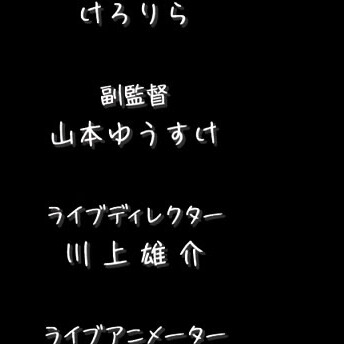 けろりら
副監督
山本ゆうすけ
ライブディレクター
川上雄介
ライブアニメーター